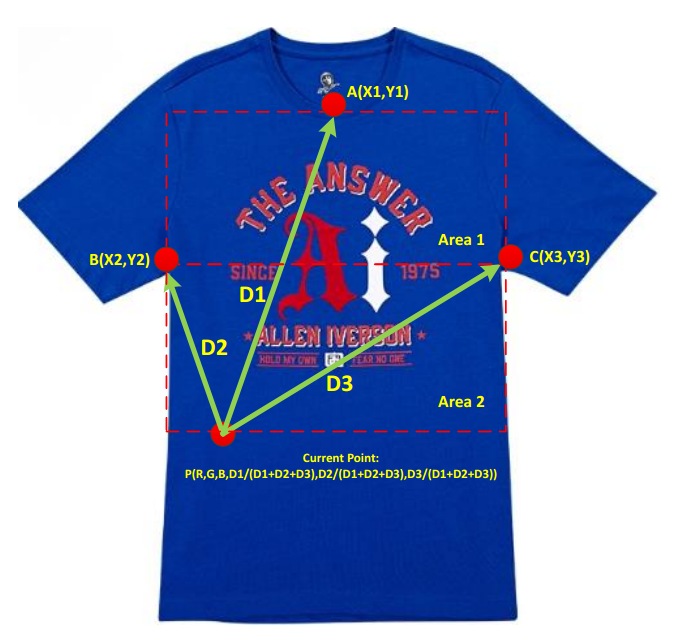 A(X1,Y1)
THE ANSWER
Area 1
B(X2,Y2)
C(X3,Y3)
SINCE Ai 1975
D1
ALLEN IVERSON
D2
HOLD MY OWN FEAR NO ONE
D3
Area 2
Current Point:
P(R,G,B,D1/(D1+D2+D3),D2/(D1+D2+D3),D3/(D1+D2+D3))